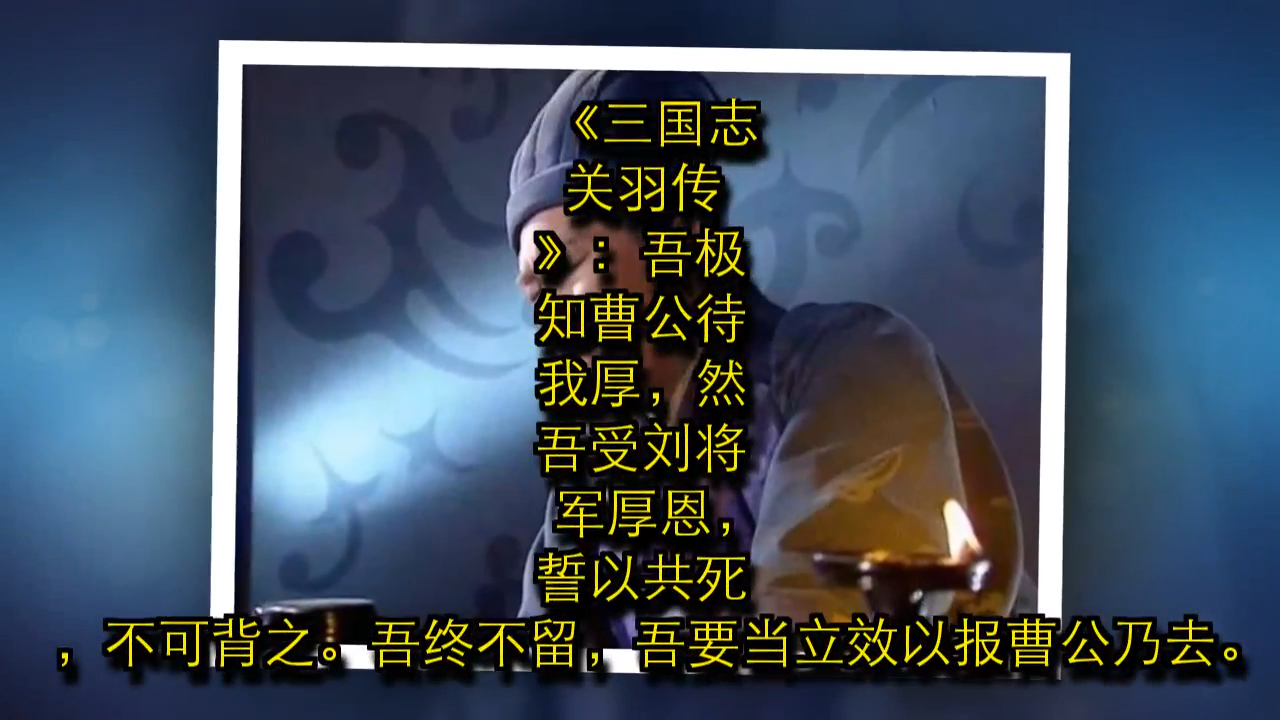 《三国志
关羽传
》：吾极
知曹公待
我厚，然
吾受刘将
军厚恩，
誓以共死
，不可背之。吾终不留，吾要当立效以报曹公乃去。